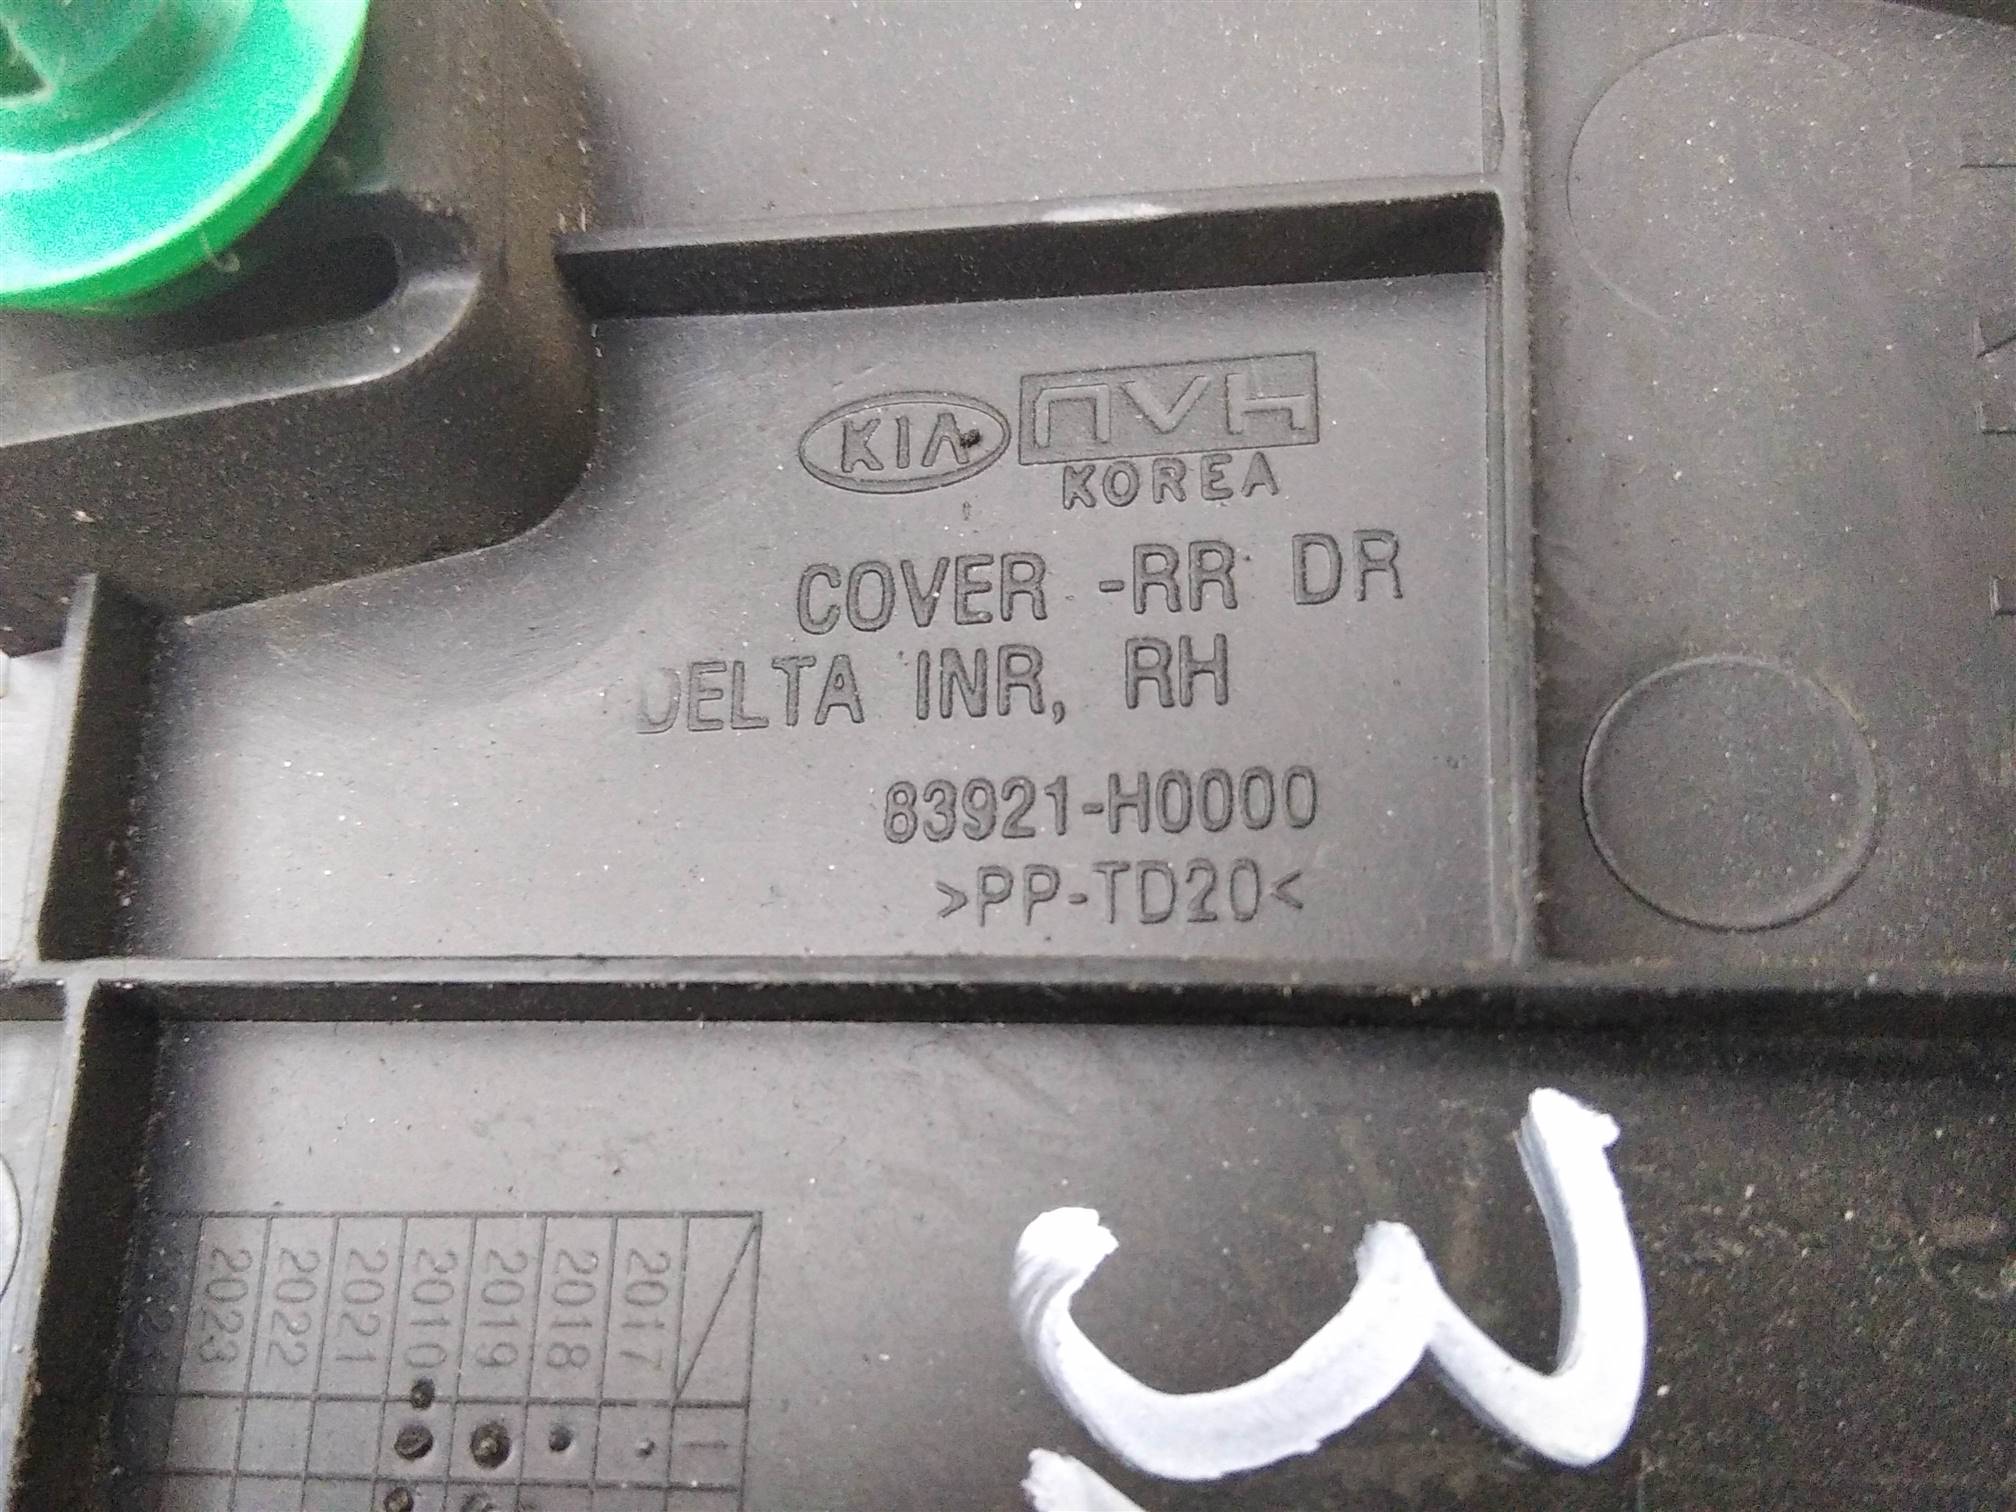 KIA NVH
KOREA
COVER -RR DR
DELTA INR, RH
83921-H0000
>PP-TD20<
2017
2018
2019
2010
2021
2022
2023
1